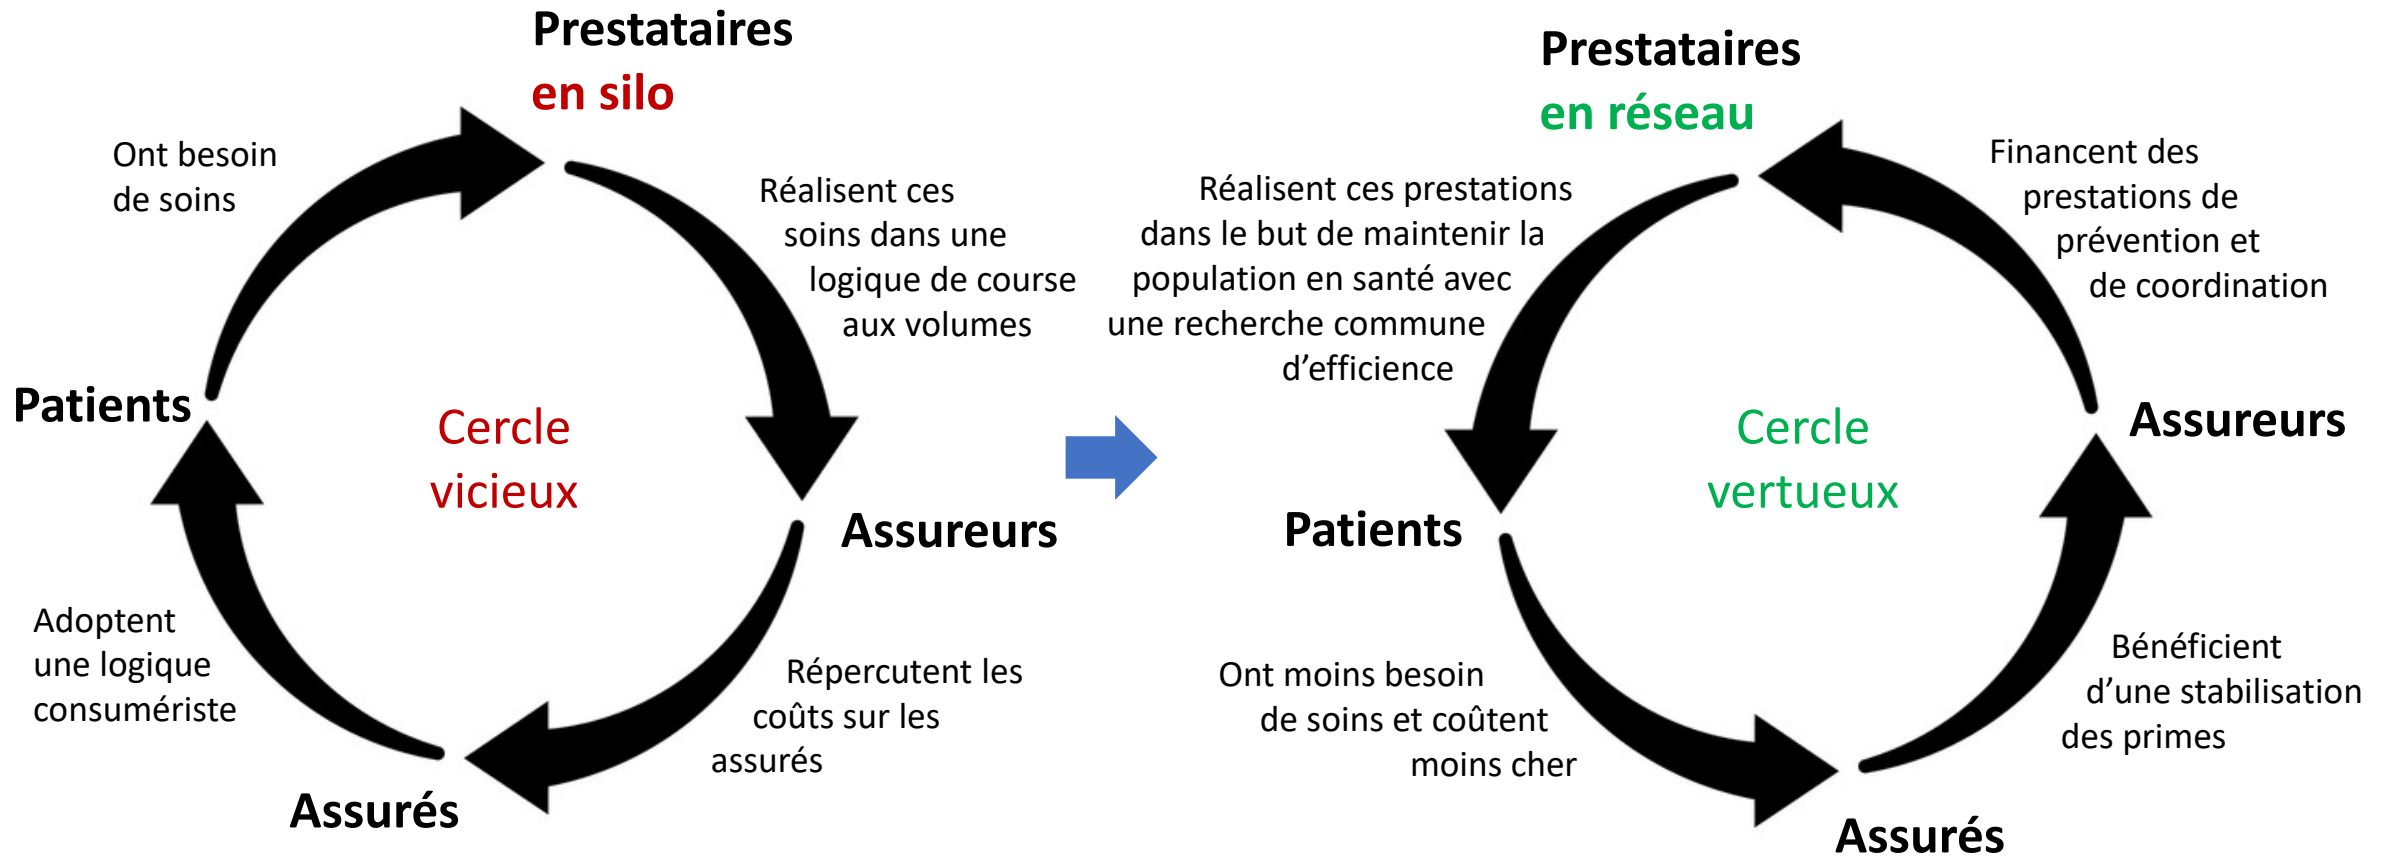 Prestataires
en silo
Ont besoin
de soins
Réalisent ces
soins dans une
logique de course
aux volumes
Patients
Cercle
vicieux
Assureurs
Adoptent
une logique
consumériste
Répercutent les
coûts sur les
assurés
Assurés
Prestataires
en réseau
Financent des
prestations de
prévention et
de coordination
Réalisent ces prestations
dans le but de maintenir la
population en santé avec
une recherche commune
d’efficience
Cercle
vertueux
Assureurs
Patients
Ont moins besoin
de soins et coûtent
moins cher
Bénéficient
d’une stabilisation
des primes
Assurés